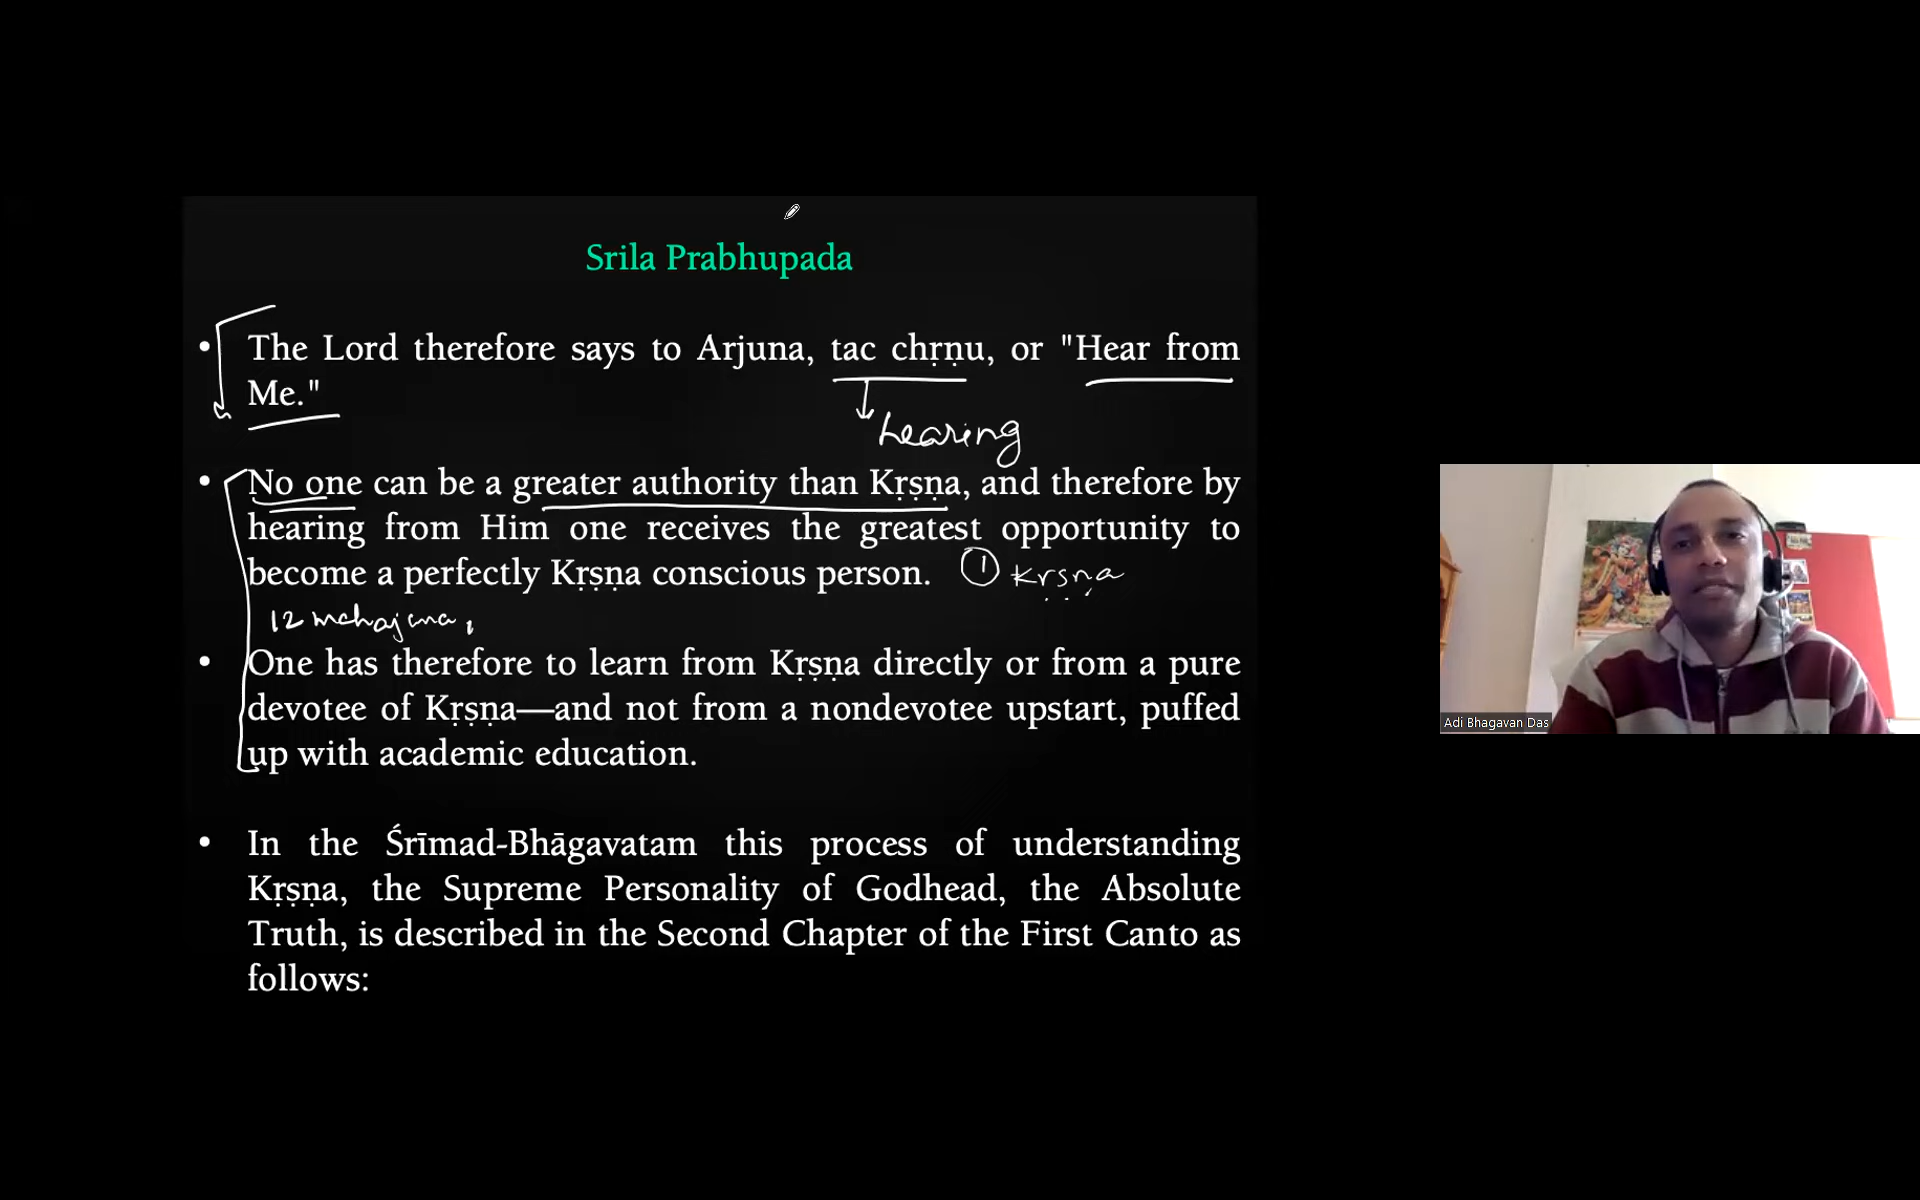 Srila Prabhupada
• The Lord therefore says to Arjuna, tac chṛṇu, or "Hear from
Me."
hearing
• No one can be a greater authority than Kṛṣṇa, and therefore by
hearing from Him one receives the greatest opportunity to
become a perfectly Kṛṣṇa conscious person. ① Kṛṣṇa
12 mahajana,
• One has therefore to learn from Kṛṣṇa directly or from a pure
devotee of Kṛṣṇa—and not from a nondevotee upstart, puffed
up with academic education.
• In the Śrīmad-Bhāgavatam this process of understanding
Kṛṣṇa, the Supreme Personality of Godhead, the Absolute
Truth, is described in the Second Chapter of the First Canto as
follows:
Adi Bhagavan Das